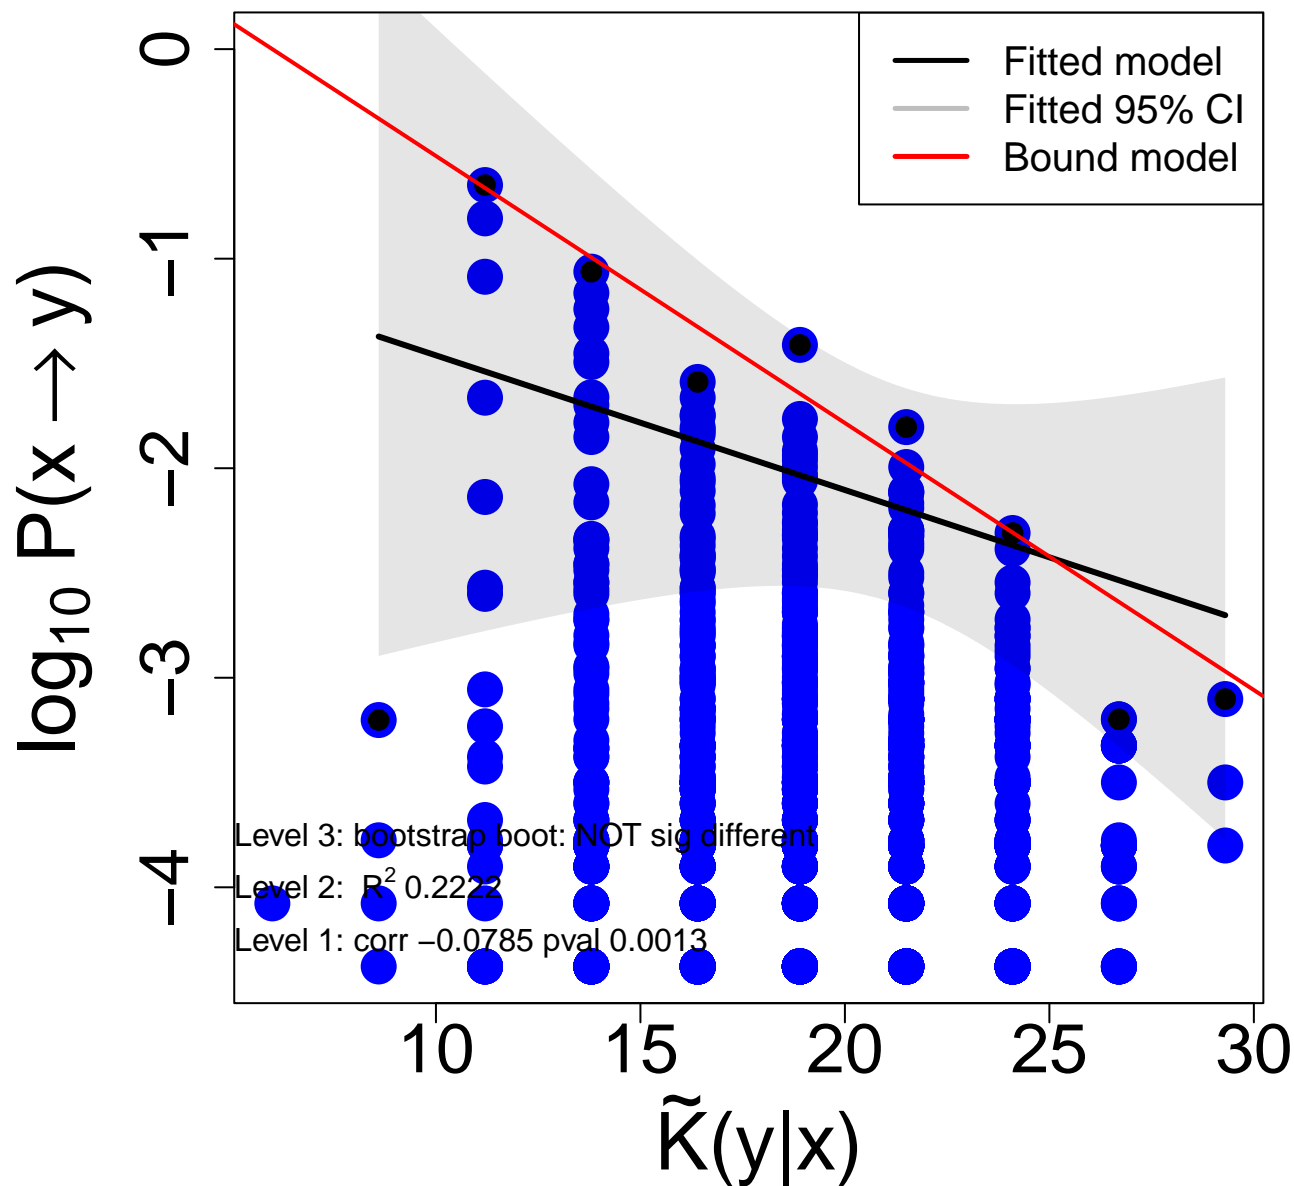 Fitted model
Fitted 95% CI
Bound model
0
−1
−2
−3
−4
log10 P(x → y)
Level 3: bootstrap boot: NOT sig different
Level 2: R² 0.2222
Level 1: corr −0.0785 pval 0.0013
10 15 20 25 30
K̃(y|x)